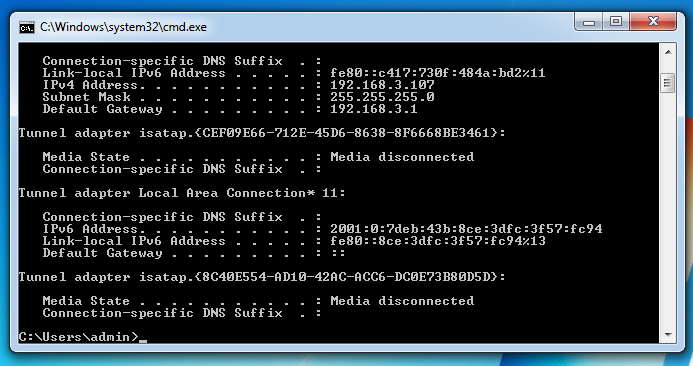 C:\Windows\system32\cmd.exe
Connection-specific DNS Suffix  . :
Link-local IPv6 Address . . . . . : fe80::c417:730f:484a:bd2%11
IPv4 Address. . . . . . . . . . . : 192.168.3.107
Subnet Mask . . . . . . . . . . . : 255.255.255.0
Default Gateway . . . . . . . . . : 192.168.3.1
Tunnel adapter isatap.{CEF09E66-712E-45D6-8638-8F6668BE3461}:
Media State . . . . . . . . . . . : Media disconnected
Connection-specific DNS Suffix  . :
Tunnel adapter Local Area Connection* 11:
Connection-specific DNS Suffix  . :
IPv6 Address. . . . . . . . . . . : 2001:0:7deb:43b:8ce:3dfc:3f57:fc94
Link-local IPv6 Address . . . . . : fe80::8ce:3dfc:3f57:fc94%13
Default Gateway . . . . . . . . . : ::
Tunnel adapter isatap.{8C40E554-AD10-42AC-ACC6-DC0E73B80D5D}:
Media State . . . . . . . . . . . : Media disconnected
Connection-specific DNS Suffix  . :
C:\Users\admin>_